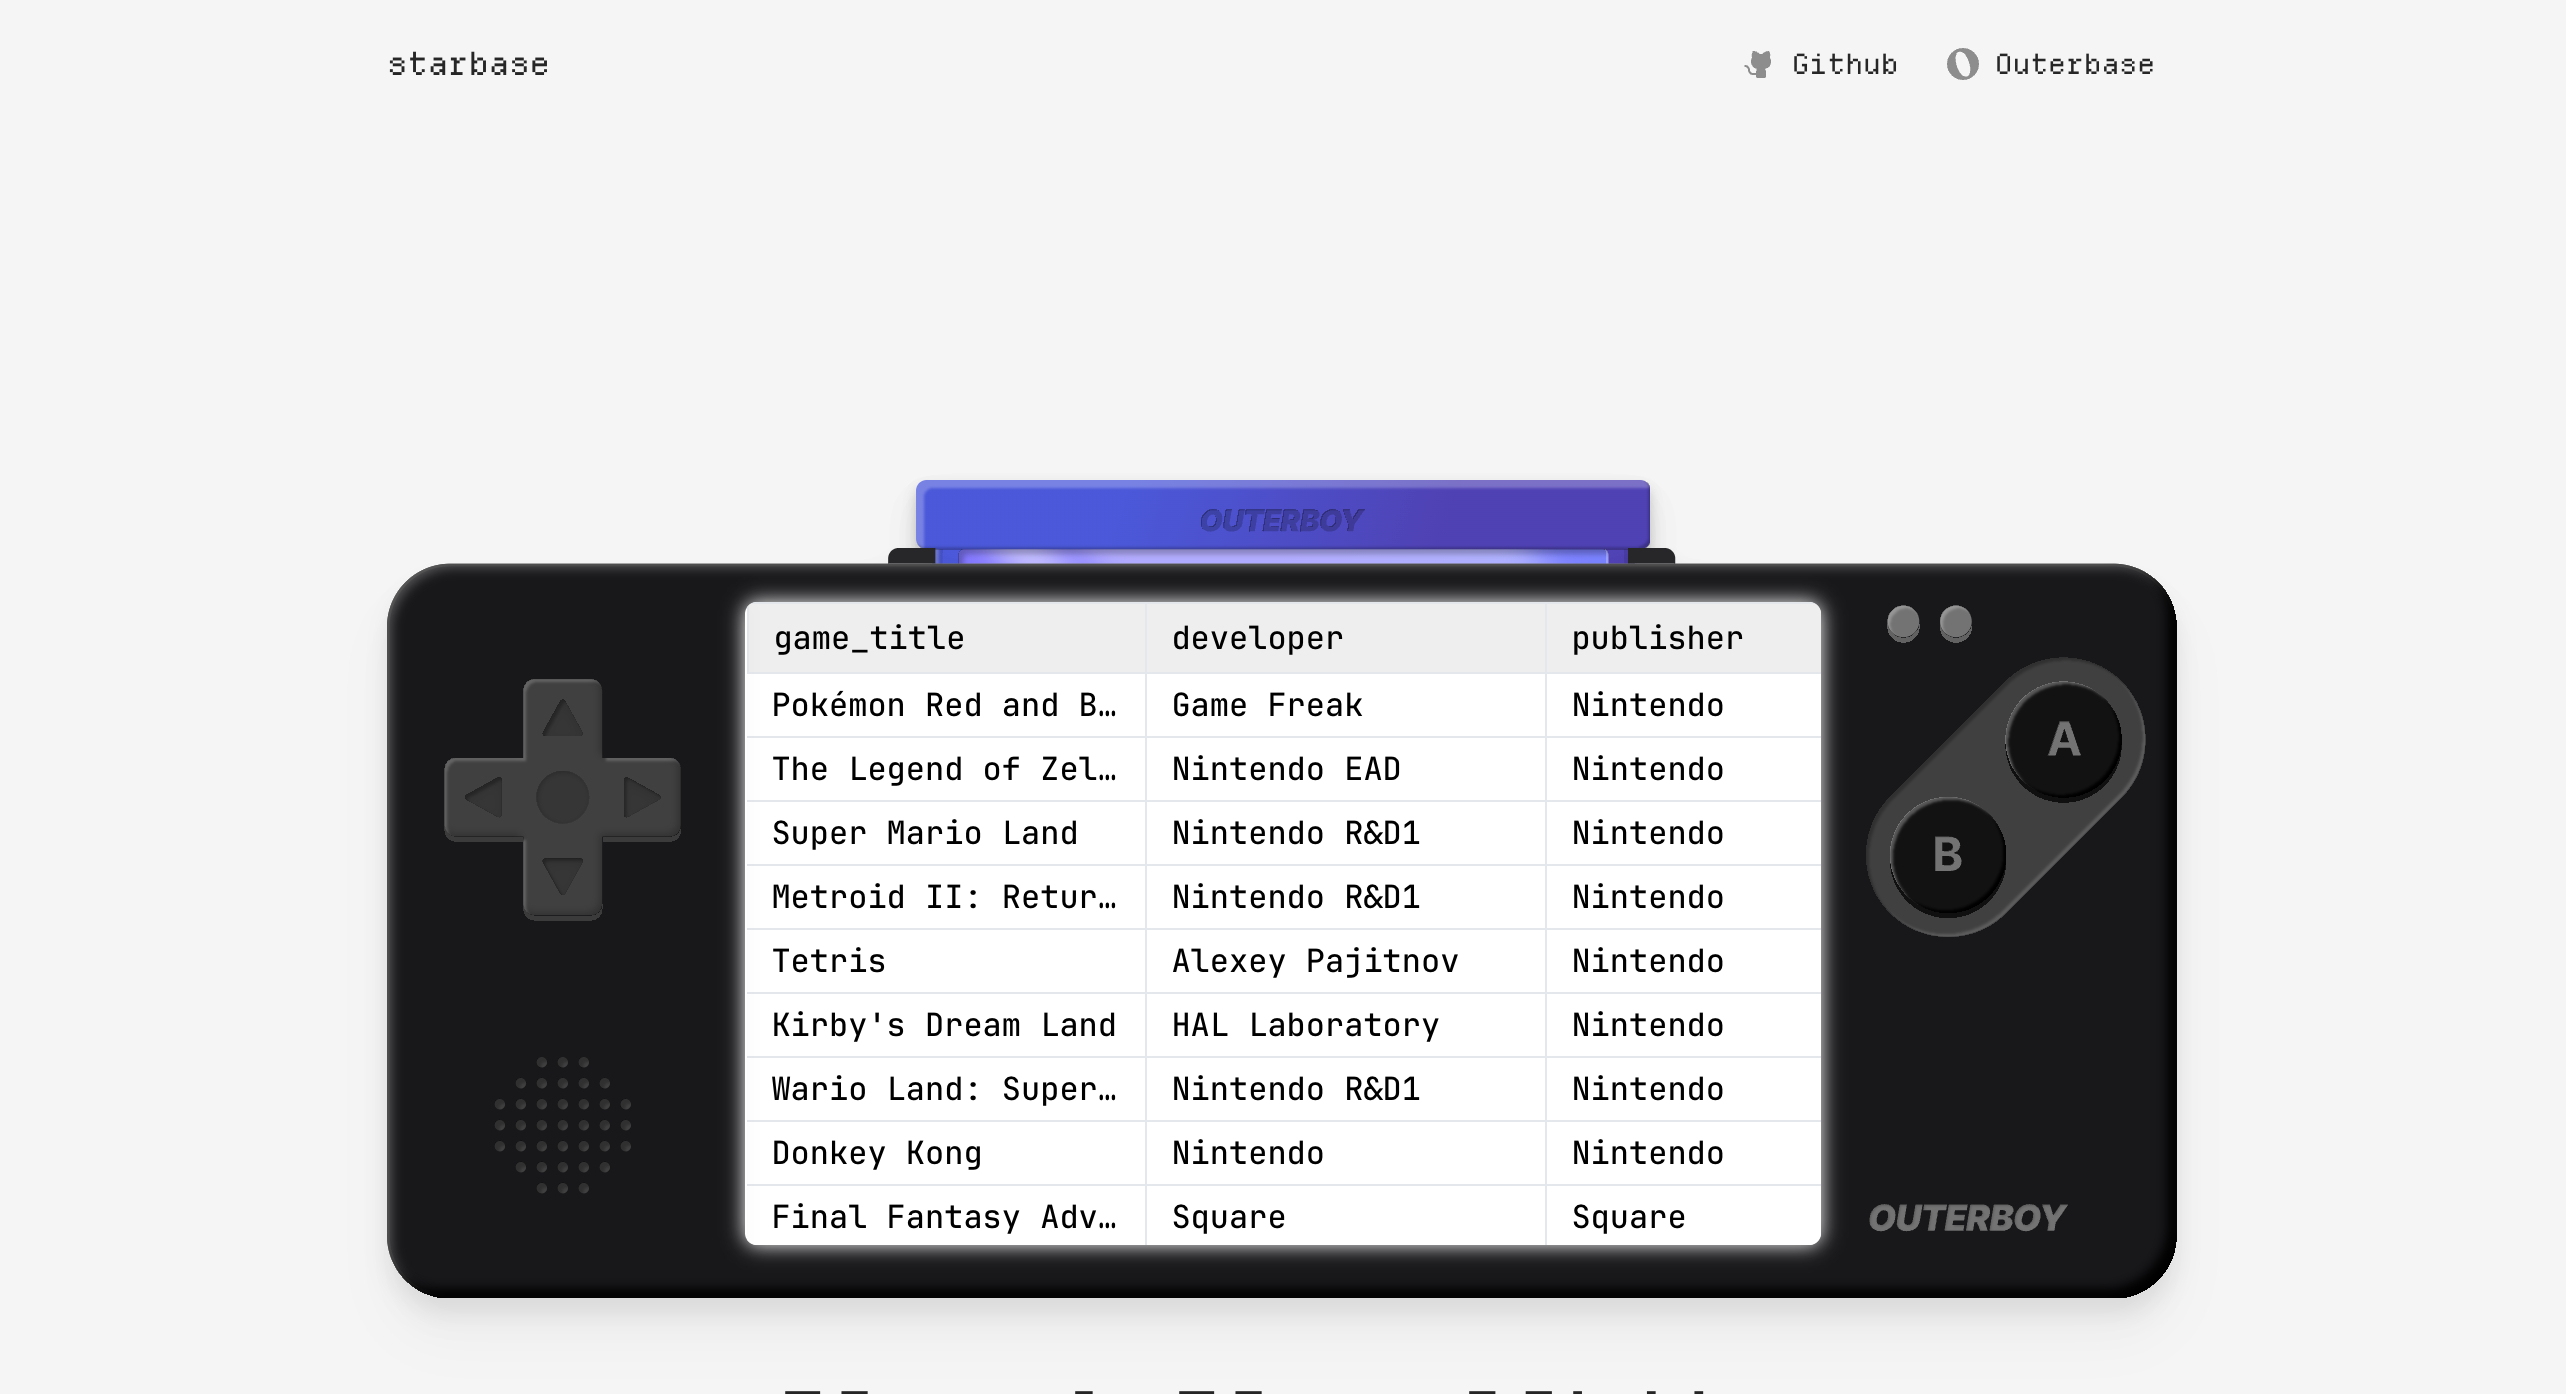 starbase Github Outerbase
OUTERBOY
game_title developer publisher
Pokémon Red and B… Game Freak Nintendo
The Legend of Zel… Nintendo EAD Nintendo
Super Mario Land Nintendo R&D1 Nintendo
Metroid II: Retur… Nintendo R&D1 Nintendo
Tetris Alexey Pajitnov Nintendo
Kirby's Dream Land HAL Laboratory Nintendo
Wario Land: Super… Nintendo R&D1 Nintendo
Donkey Kong Nintendo Nintendo
Final Fantasy Adv… Square Square
A
B
OUTERBOY